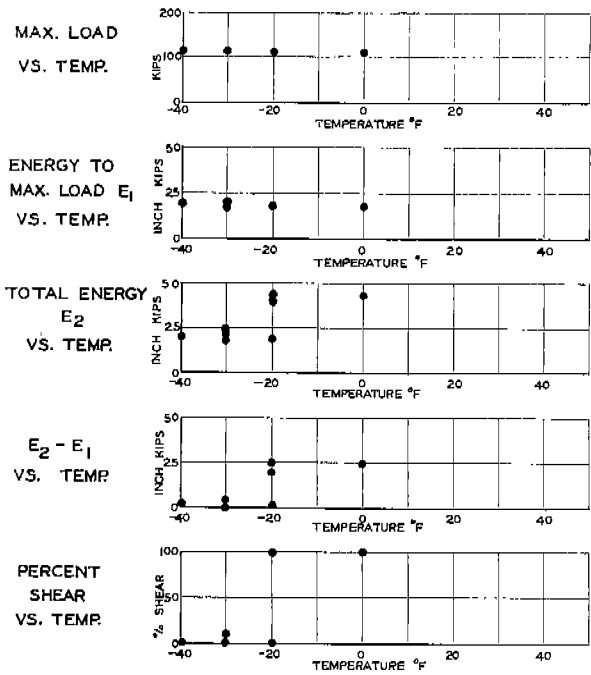 MAX. LOAD
VS. TEMP.
KIPS
200
100
0
-40
-20
0
20
40
TEMPERATURE °F
ENERGY TO
MAX. LOAD E1
VS. TEMP.
INCH KIPS
50
25
0
-40
-20
0
20
40
TEMPERATURE °F
TOTAL ENERGY
E2
VS. TEMP.
INCH KIPS
50
25
0
-40
-20
0
20
40
TEMPERATURE °F
E2 - E1
VS. TEMP.
INCH KIPS
50
25
0
-40
-20
0
20
40
TEMPERATURE °F
PERCENT
SHEAR
VS. TEMP.
% SHEAR
100
50
0
-40
-20
0
20
40
TEMPERATURE °F